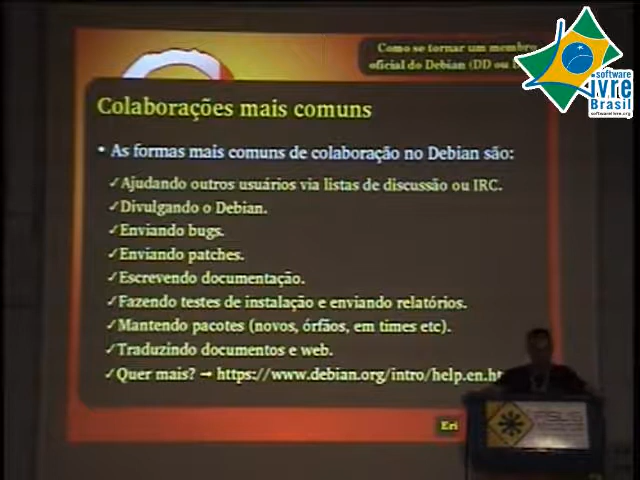 Como se tornar um membro
oficial do Debian (DD ou
software
livre
Brasil
softwarelivre.org
Colaborações mais comuns
• As formas mais comuns de colaboração no Debian são:
✓Ajudando outros usuários via listas de discussão ou IRC.
✓Divulgando o Debian.
✓Enviando bugs.
✓Enviando patches.
✓Escrevendo documentação.
✓Fazendo testes de instalação e enviando relatórios.
✓Mantendo pacotes (novos, órfãos, em times etc).
✓Traduzindo documentos e web.
✓Quer mais? → https://www.debian.org/intro/help.en.ht
Eri